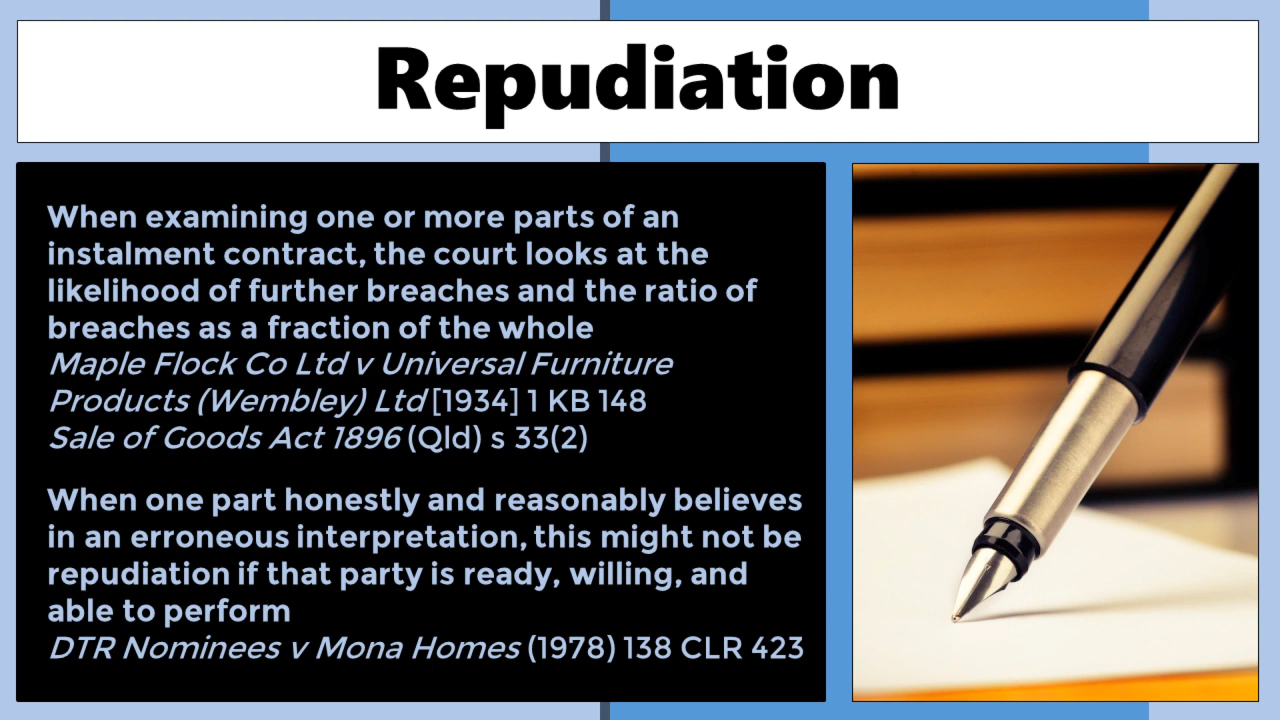 Repudiation
When examining one or more parts of an
instalment contract, the court looks at the
likelihood of further breaches and the ratio of
breaches as a fraction of the whole
Maple Flock Co Ltd v Universal Furniture
Products (Wembley) Ltd [1934] 1 KB 148
Sale of Goods Act 1896 (Qld) s 33(2)
When one part honestly and reasonably believes
in an erroneous interpretation, this might not be
repudiation if that party is ready, willing, and
able to perform
DTR Nominees v Mona Homes (1978) 138 CLR 423